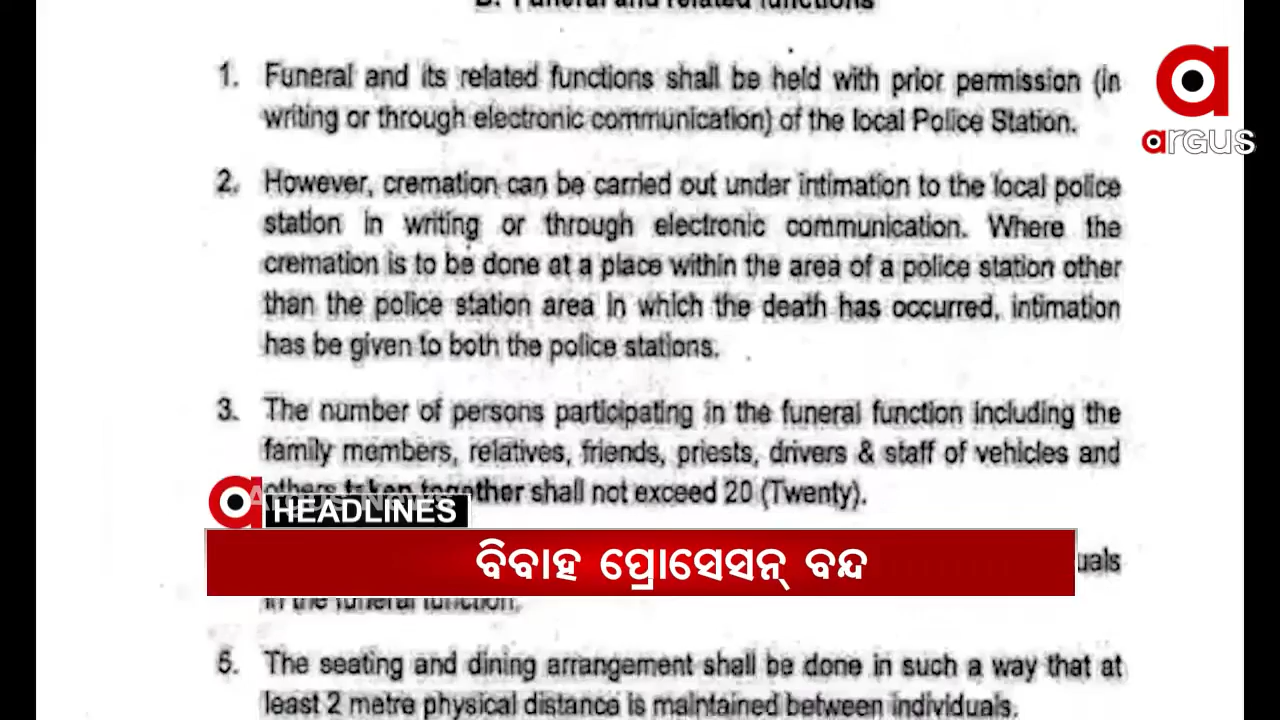 B. Funeral and related functions
1. Funeral and its related functions shall be held with prior permission (in
writing or through electronic communication) of the local Police Station.
argus
2. However, cremation can be carried out under intimation to the local police
station in writing or through electronic communication. Where the
cremation is to be done at a place within the area of a police station other
than the police station area in which the death has occurred, intimation
has be given to both the police stations.
3. The number of persons participating in the funeral function including the
family members, relatives, friends, priests, drivers & staff of vehicles and
others taken together shall not exceed 20 (Twenty).
HEADLINES
ବିବାହ ପ୍ରୋସେସନ୍ ବନ୍ଦ
in the funeral function.
5. The seating and dining arrangement shall be done in such a way that at
least 2 metre physical distance is maintained between individuals.